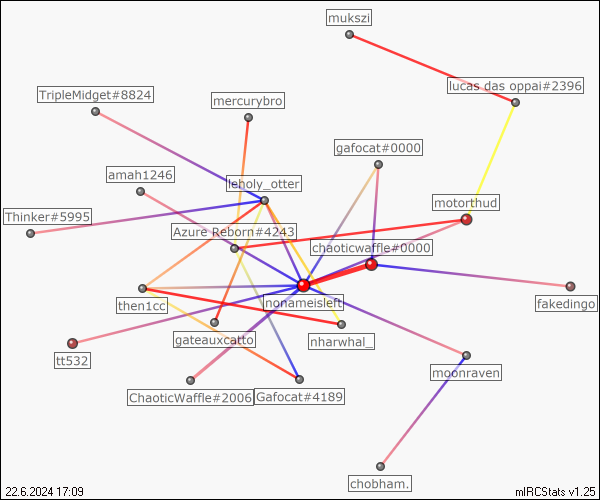 mukszi
lucas das oppai#2396
TripleMidget#8824
mercurybro
gafocat#0000
amah1246
leholy_otter
motorthud
Thinker#5995
Azure Reborn#4243
chaoticwaffle#0000
then1cc
nonameisleft
fakedingo
gateauxcatto
nharwhal_
tt532
moonraven
ChaoticWaffle#2006
Gafocat#4189
chobham.
22.6.2024 17:09
mIRCStats v1.25